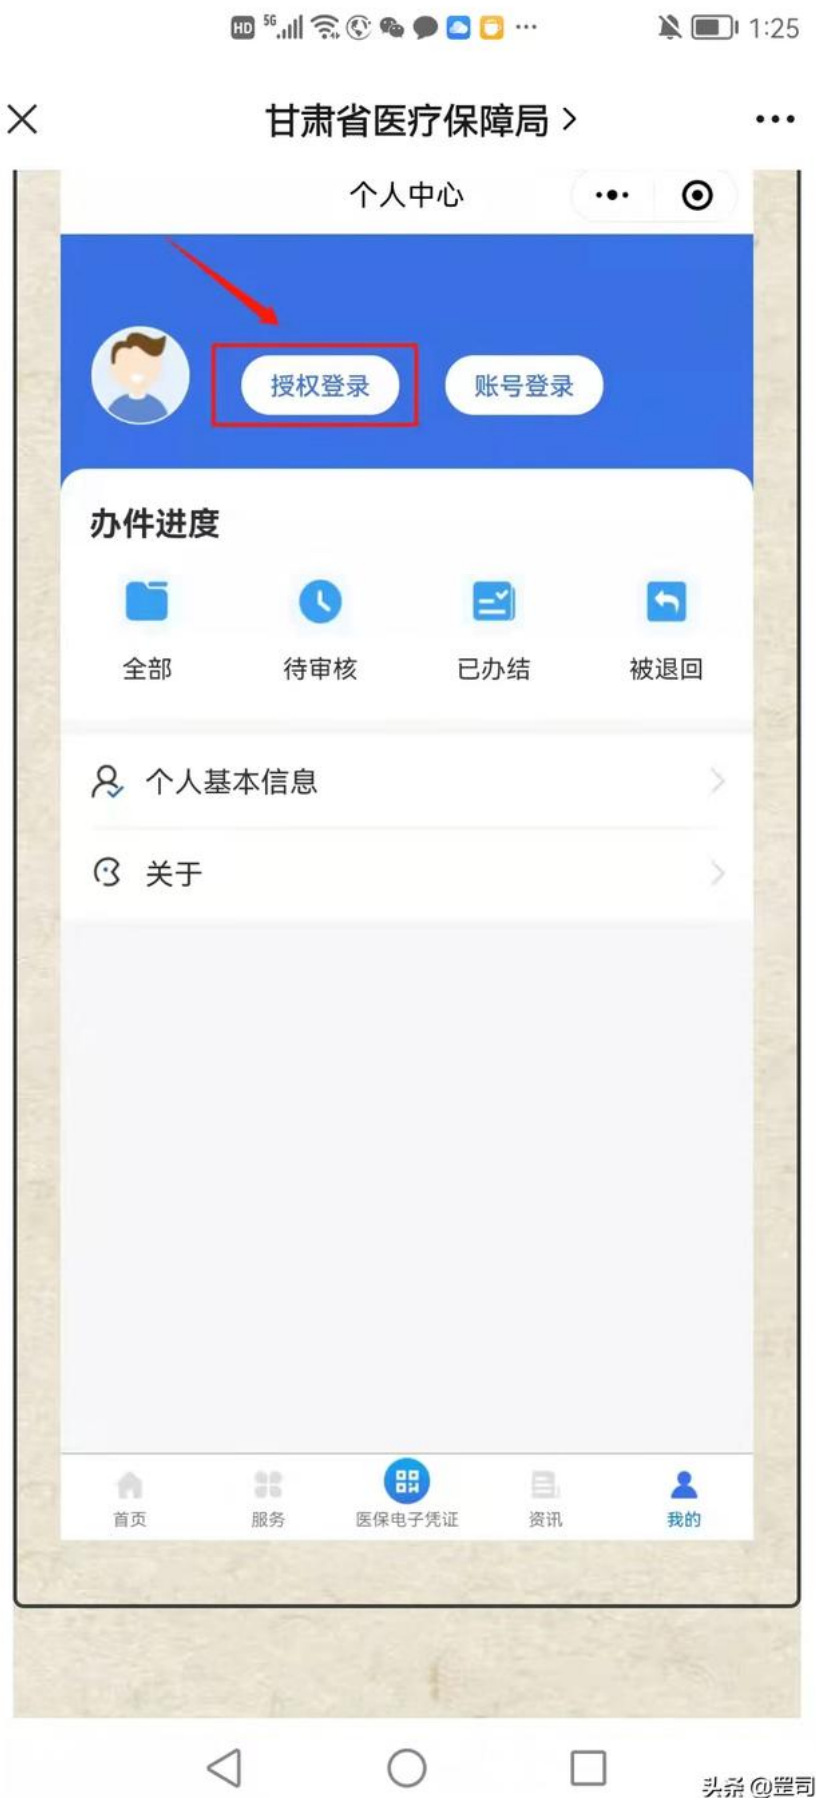 HD 5G 1:25
甘肃省医疗保障局
个人中心
授权登录 账号登录
办件进度
全部 待审核 已办结 被退回
个人基本信息
关于
首页 服务 医保电子凭证 资讯 我的
头条 @罡司